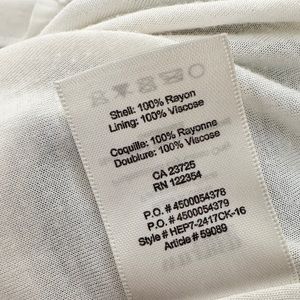 Shell: 100% Rayon
Lining: 100% Viscose
Coquille: 100% Rayonne
Doublure: 100% Viscose
CA 23725
RN 122354
P.O. # 4500054378
P.O. # 4500054379
Style # HEP7-2417CK-16
Article # 59089